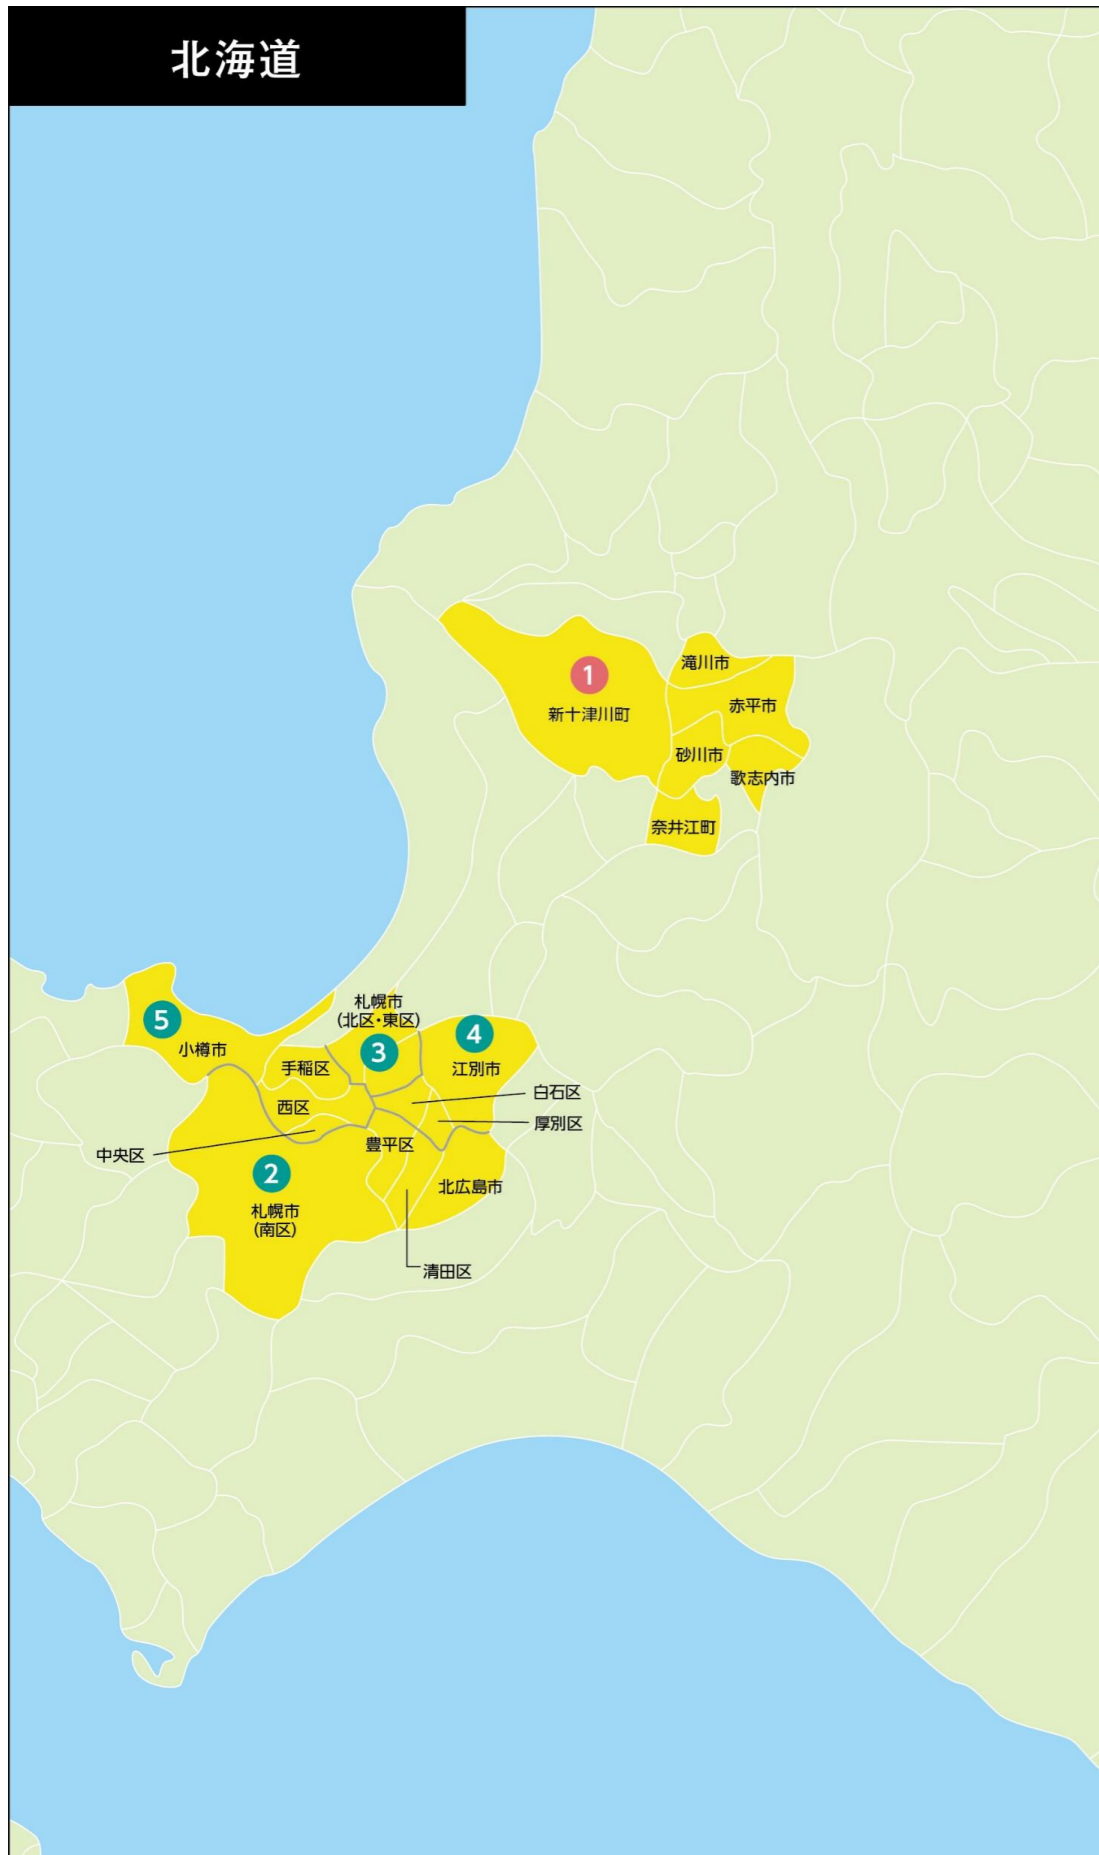 北海道
1
新十津川町
滝川市
赤平市
砂川市
歌志内市
奈井江町
5
小樽市
札幌市
(北区・東区)
3
4
江別市
手稲区
西区
白石区
厚別区
中央区
豊平区
2
札幌市
(南区)
北広島市
清田区